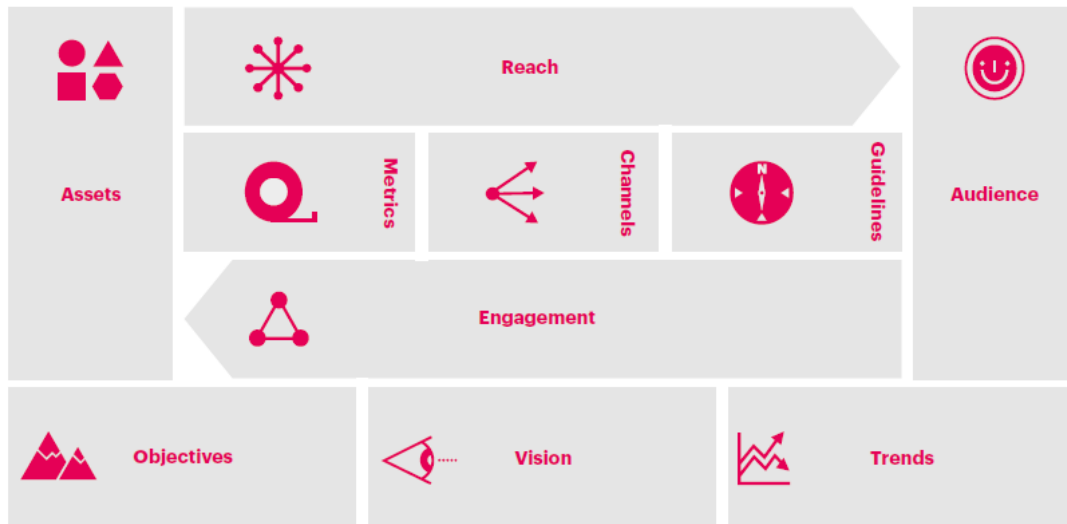 Reach
Assets
Metrics
Channels
Guidelines
N
Audience
Engagement
Objectives
Vision
Trends